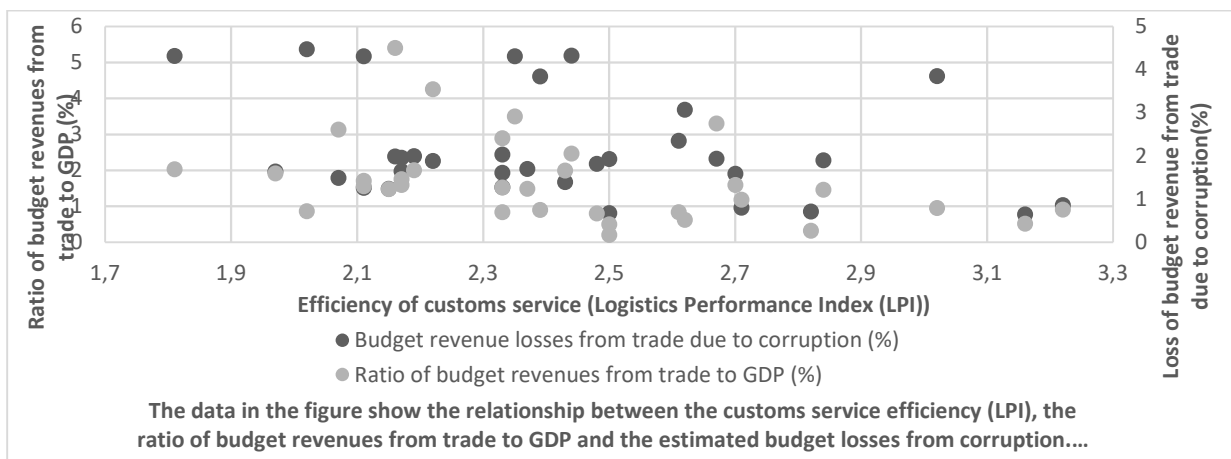 Ratio of budget revenues from
trade to GDP (%)
6
5
4
3
2
1
0
5
4
3
2
1
0
Loss of budget revenue from trade
due to corruption(%)
1,7 1,9 2,1 2,3 2,5 2,7 2,9 3,1 3,3
Efficiency of customs service (Logistics Performance Index (LPI))
Budget revenue losses from trade due to corruption (%)
Ratio of budget revenues from trade to GDP (%)
The data in the figure show the relationship between the customs service efficiency (LPI), the
ratio of budget revenues from trade to GDP and the estimated budget losses from corruption....